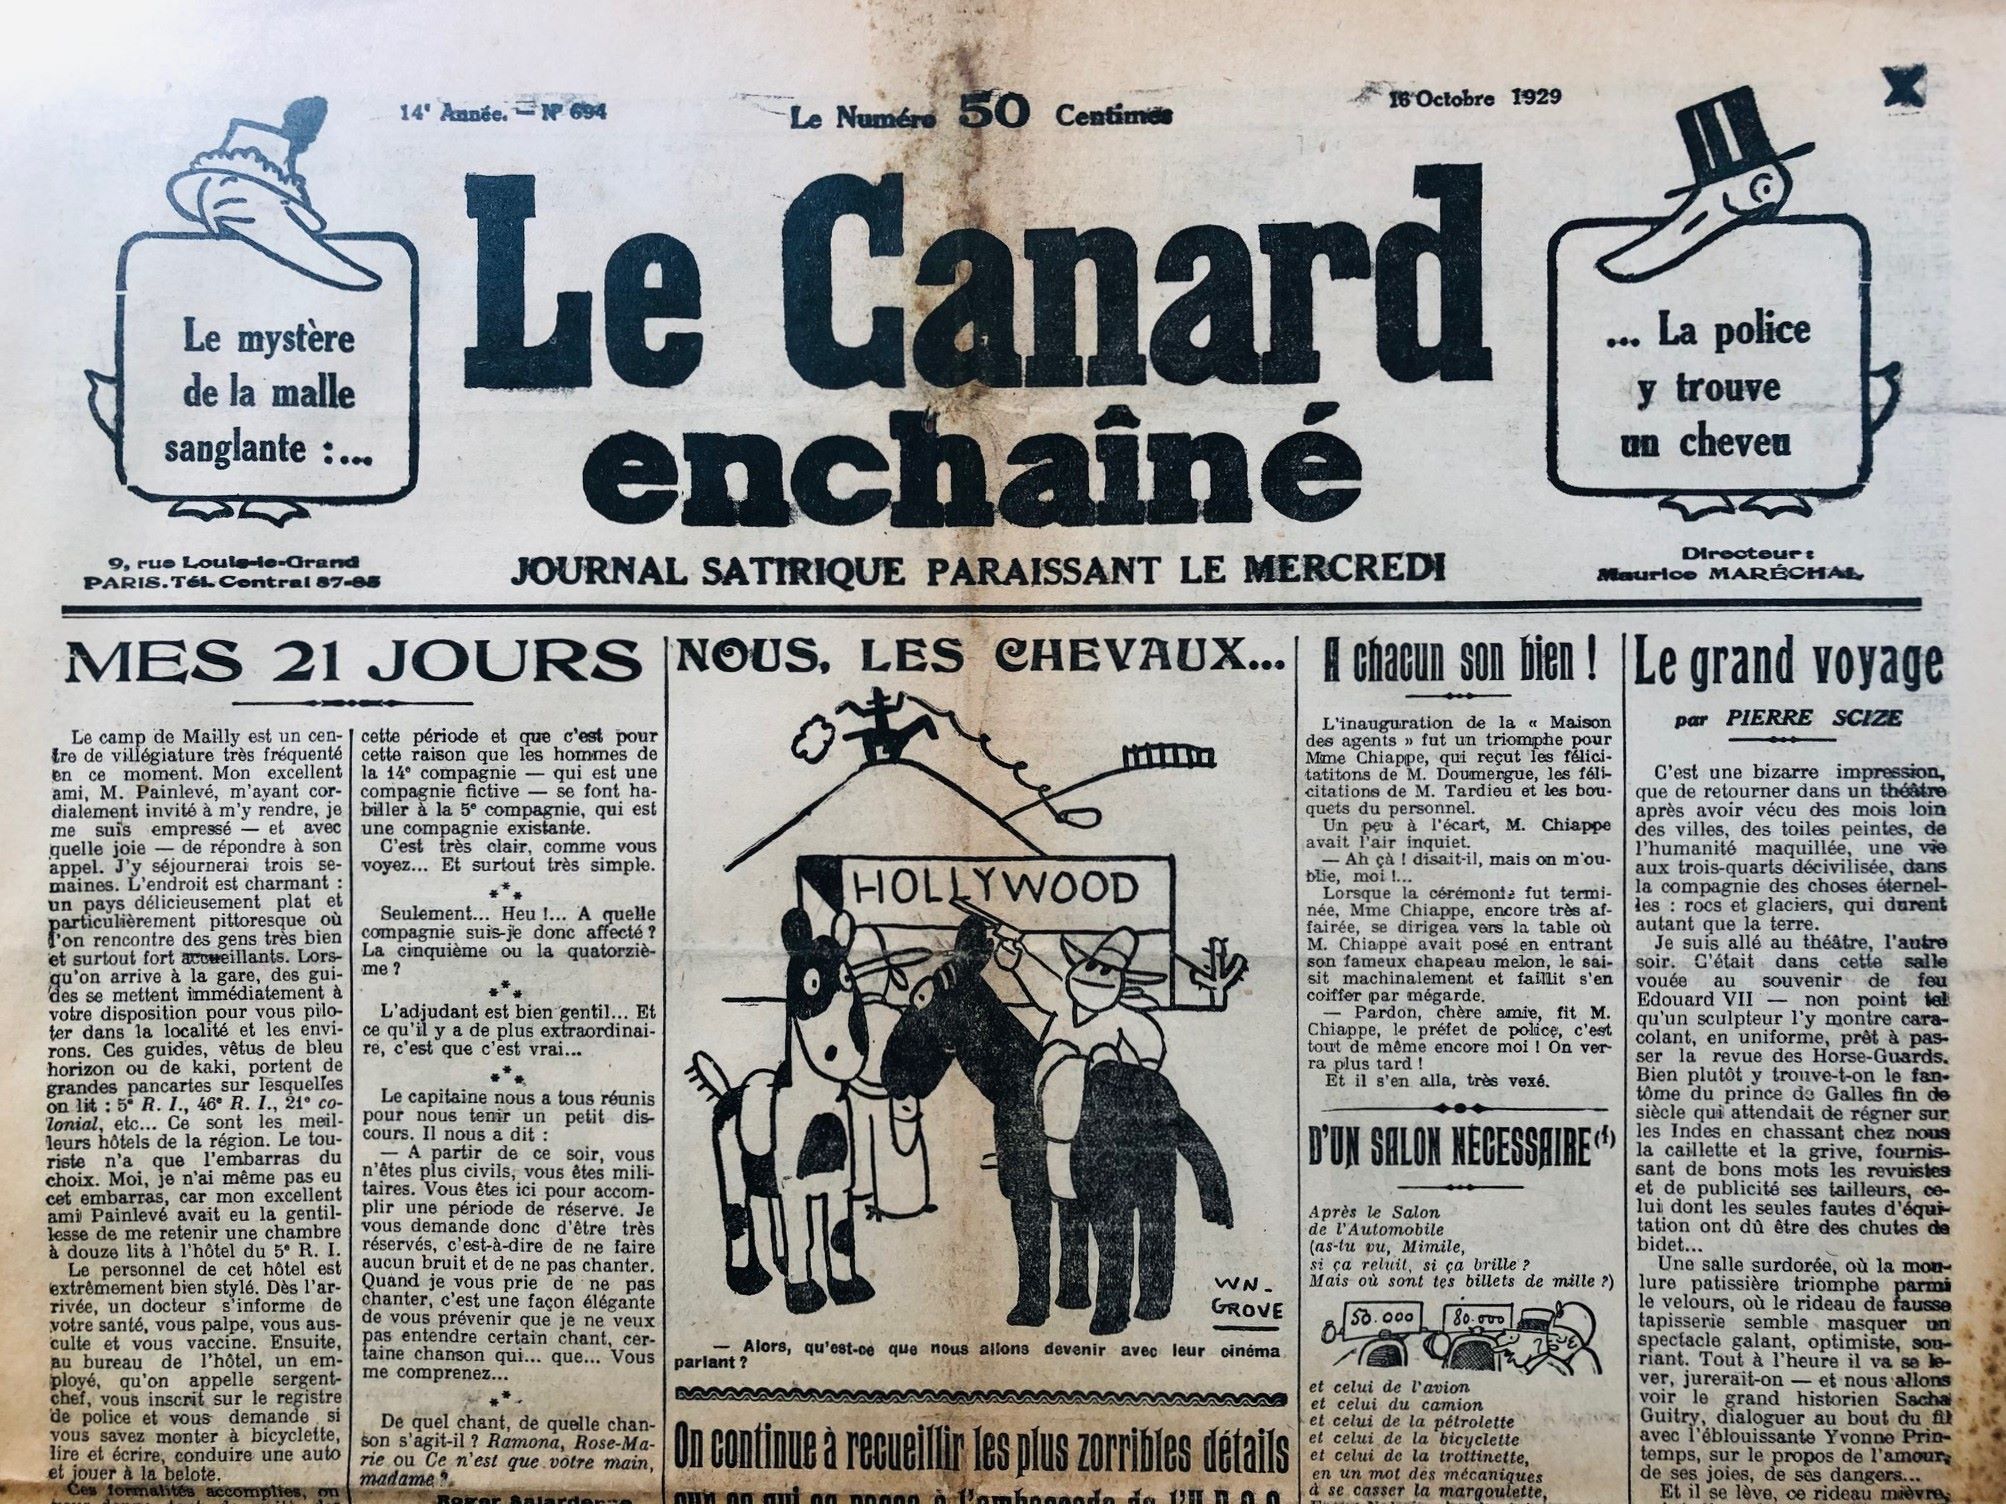 14e Année. — N° 694
Le Numéro 50 Centimes
16 Octobre 1929
Le mystère
de la malle
sanglante :...
Le Canard
enchaîné
... La police
y trouve
un cheveu
9, rue Louis-le-Grand
PARIS. Tél. Central 87-85
JOURNAL SATIRIQUE PARAISSANT LE MERCREDI
Directeur :
Maurice MARÉCHAL
MES 21 JOURS
Le camp de Mailly est un cen-
tre de villégiature très fréquenté
en ce moment. Mon excellent
ami, M. Painlevé, m'ayant cor-
dialement invité à m'y rendre, je
me suis empressé — et avec
quelle joie — de répondre à son
appel. J'y séjournerai trois se-
maines. L'endroit est charmant :
un pays délicieusement plat et
particulièrement pittoresque où
l'on rencontre des gens très bien
et surtout fort accueillants. Lors-
qu'on arrive à la gare, des gui-
des se mettent immédiatement à
votre disposition pour vous pilo-
ter dans la localité et les envi-
rons. Ces guides, vêtus de bleu
horizon ou de kaki, portent de
grandes pancartes sur lesquelles
on lit : 5e R. I., 46e R. I., 21e co-
lonial, etc... Ce sont les meil-
leurs hôtels de la région. Le tou-
riste n'a que l'embarras du
choix. Moi, je n'ai même pas eu
cet embarras, car mon excellent
ami Painlevé avait eu la gentil-
lesse de me retenir une chambre
à douze lits à l'hôtel du 5e R. I.
Le personnel de cet hôtel est
extrêmement bien stylé. Dès l'ar-
rivée, un docteur s'informe de
votre santé, vous palpe, vous aus-
culte et vous vaccine. Ensuite,
au bureau de l'hôtel, un em-
ployé, qu'on appelle sergent-
chef, vous inscrit sur le registre
de police et vous demande si
vous savez monter à bicyclette,
lire et écrire, conduire une auto
et jouer à la belote.
Ces formalités accomplies, on
cette période et que c'est pour
cette raison que les hommes de
la 14e compagnie — qui est une
compagnie fictive — se font ha-
biller à la 5e compagnie, qui est
une compagnie existante.
C'est très clair, comme vous
voyez... Et surtout très simple.
***
Seulement... Heu !... A quelle
compagnie suis-je donc affecté ?
La cinquième ou la quatorziè-
me ?
***
L'adjudant est bien gentil... Et
ce qu'il y a de plus extraordinai-
re, c'est que c'est vrai...
***
Le capitaine nous a tous réunis
pour nous tenir un petit dis-
cours. Il nous a dit :
— A partir de ce soir, vous
n'êtes plus civils, vous êtes mili-
taires. Vous êtes ici pour accom-
plir une période de réserve. Je
vous demande donc d'être très
réservés, c'est-à-dire de ne faire
aucun bruit et de ne pas chanter.
Quand je vous prie de ne pas
chanter, c'est une façon élégante
de vous prévenir que je ne veux
pas entendre certain chant, cer-
taine chanson qui... que... Vous
me comprenez...
***
De quel chant, de quelle chan-
son s'agit-il ? Ramona, Rose-Ma-
rie ou Ce n'est que votre main,
madame ?
NOUS, LES CHEVAUX...
HOLLYWOOD
WN-
GROVE
— Alors, qu'est-ce que nous allons devenir avec leur cinéma
parlant ?
On continue à recueillir les plus zorribles détails
sur ce qui se passe à l'ambassade de l'U.R.S.S.
A chacun son bien !
L'inauguration de la « Maison
des agents » fut un triomphe pour
Mme Chiappe, qui reçut les félici-
tatitons de M. Doumergue, les féli-
citations de M. Tardieu et les bou-
quets du personnel.
Un peu à l'écart, M. Chiappe
avait l'air inquiet.
— Ah çà ! disait-il, mais on m'ou-
blie, moi !...
Lorsque la cérémonie fut termi-
née, Mme Chiappe, encore très af-
fairée, se dirigea vers la table où
M. Chiappe avait posé en entrant
son fameux chapeau melon, le sai-
sit machinalement et faillit s'en
coiffer par mégarde.
— Pardon, chère amie, fit M.
Chiappe, le préfet de police, c'est
tout de même encore moi ! On ver-
ra plus tard !
Et il s'en alla, très vexé.
D'UN SALON NÉCESSAIRE (1)
Après le Salon
de l'Automobile
(as-tu vu, Mimile,
si ça reluit, si ça brille ?
Mais où sont tes billets de mille ?)
50.000
80.000
et celui de l'avion
et celui du camion
et celui de la pétrolette
et celui de la bicyclette
et celui de la trottinette,
en un mot des mécaniques
à se casser la margoulette,
Le grand voyage
par PIERRE SCIZE
C'est une bizarre impression,
que de retourner dans un théâtre
après avoir vécu des mois loin
des villes, des toiles peintes, de
l'humanité maquillée, une vie
aux trois-quarts décivilisée, dans
la compagnie des choses éternel-
les : rocs et glaciers, qui durent
autant que la terre.
Je suis allé au théâtre, l'autre
soir. C'était dans cette salle
vouée au souvenir de feu
Edouard VII — non point tel
qu'un sculpteur l'y montre cara-
colant, en uniforme, prêt à pas-
ser la revue des Horse-Guards.
Bien plutôt y trouve-t-on le fan-
tôme du prince de Galles fin de
siècle qui attendait de régner sur
les Indes en chassant chez nous
la caillette et la grive, fournis-
sant de bons mots les revuistes
et de publicité ses tailleurs, ce-
lui dont les seules fautes d'équi-
tation ont dû être des chutes de
bidet...
Une salle surdorée, où la mou-
lure patissière triomphe parmi
le velours, où le rideau de fausse
tapisserie semble masquer un
spectacle galant, optimiste, sou-
riant. Tout à l'heure il va se le-
ver, jurerait-on — et nous allons
voir le grand historien Sacha
Guitry, dialoguer au bout du fil
avec l'éblouissante Yvonne Prin-
temps, sur le propos de l'amour,
de ses joies, de ses dangers...
Et il se lève, ce rideau mièvre,